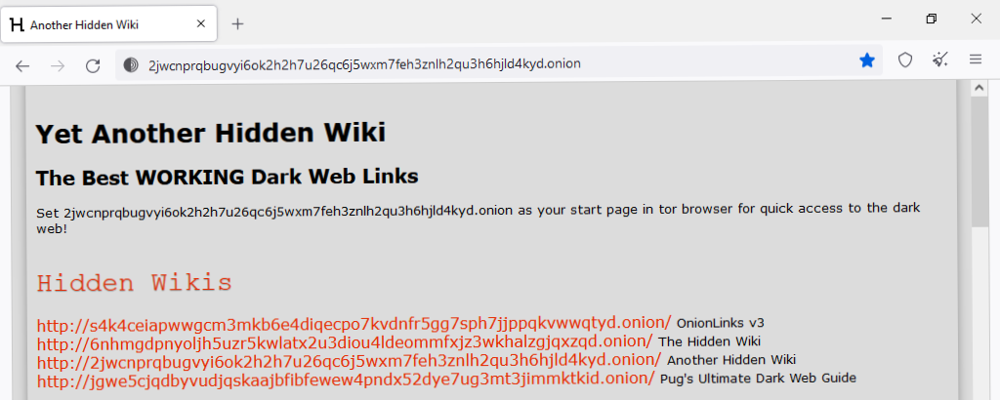 Another Hidden Wiki
2jwcnprqbugvyi6ok2h2h7u26qc6j5wxm7feh3znlh2qu3h6hjld4kyd.onion
Yet Another Hidden Wiki
The Best WORKING Dark Web Links
Set 2jwcnprqbugvyi6ok2h2h7u26qc6j5wxm7feh3znlh2qu3h6hjld4kyd.onion as your start page in tor browser for quick access to the dark
web!
Hidden Wikis
http://s4k4ceiapwwgcm3mkb6e4diqecpo7kvdnfr5gg7sph7jjppqkvwwqtyd.onion/ OnionLinks v3
http://6nhmgdpnyoljh5uzr5kwlatx2u3diou4ldeommfxjz3wkhalzgjqxzqd.onion/ The Hidden Wiki
http://2jwcnprqbugvyi6ok2h2h7u26qc6j5wxm7feh3znlh2qu3h6hjld4kyd.onion/ Another Hidden Wiki
http://jgwe5cjqdbyvudjqskaajbfibfewew4pndx52dye7ug3mt3jimmktkid.onion/ Pug's Ultimate Dark Web Guide